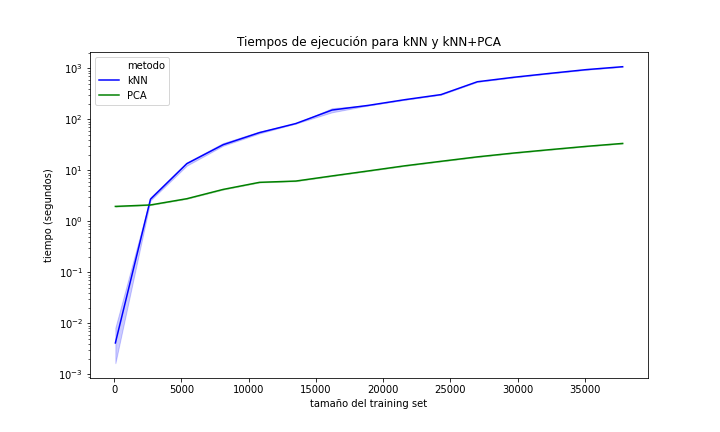 Tiempos de ejecución para kNN y kNN+PCA
metodo
kNN
PCA
tiempo (segundos)
10³
10²
10¹
10⁰
10⁻¹
10⁻²
10⁻³
0 5000 10000 15000 20000 25000 30000 35000
tamaño del training set